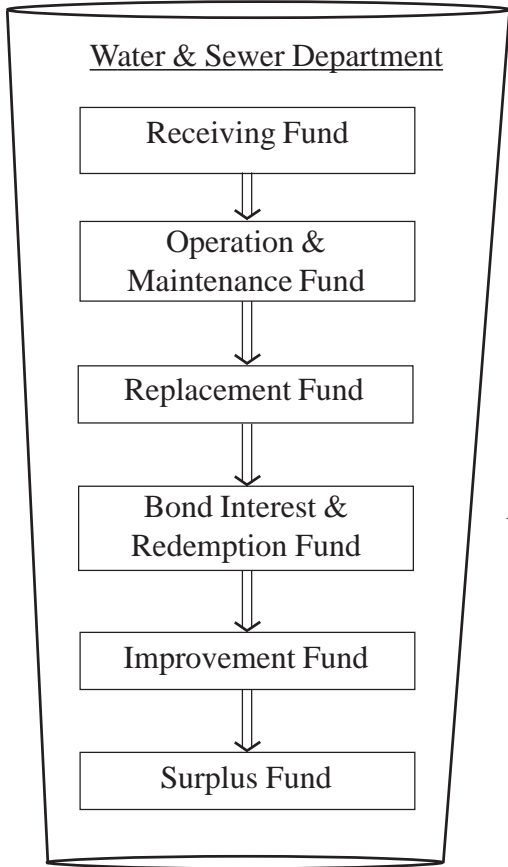 Water & Sewer Department
Receiving Fund
Operation &
Maintenance Fund
Replacement Fund
Bond Interest &
Redemption Fund
Improvement Fund
Surplus Fund